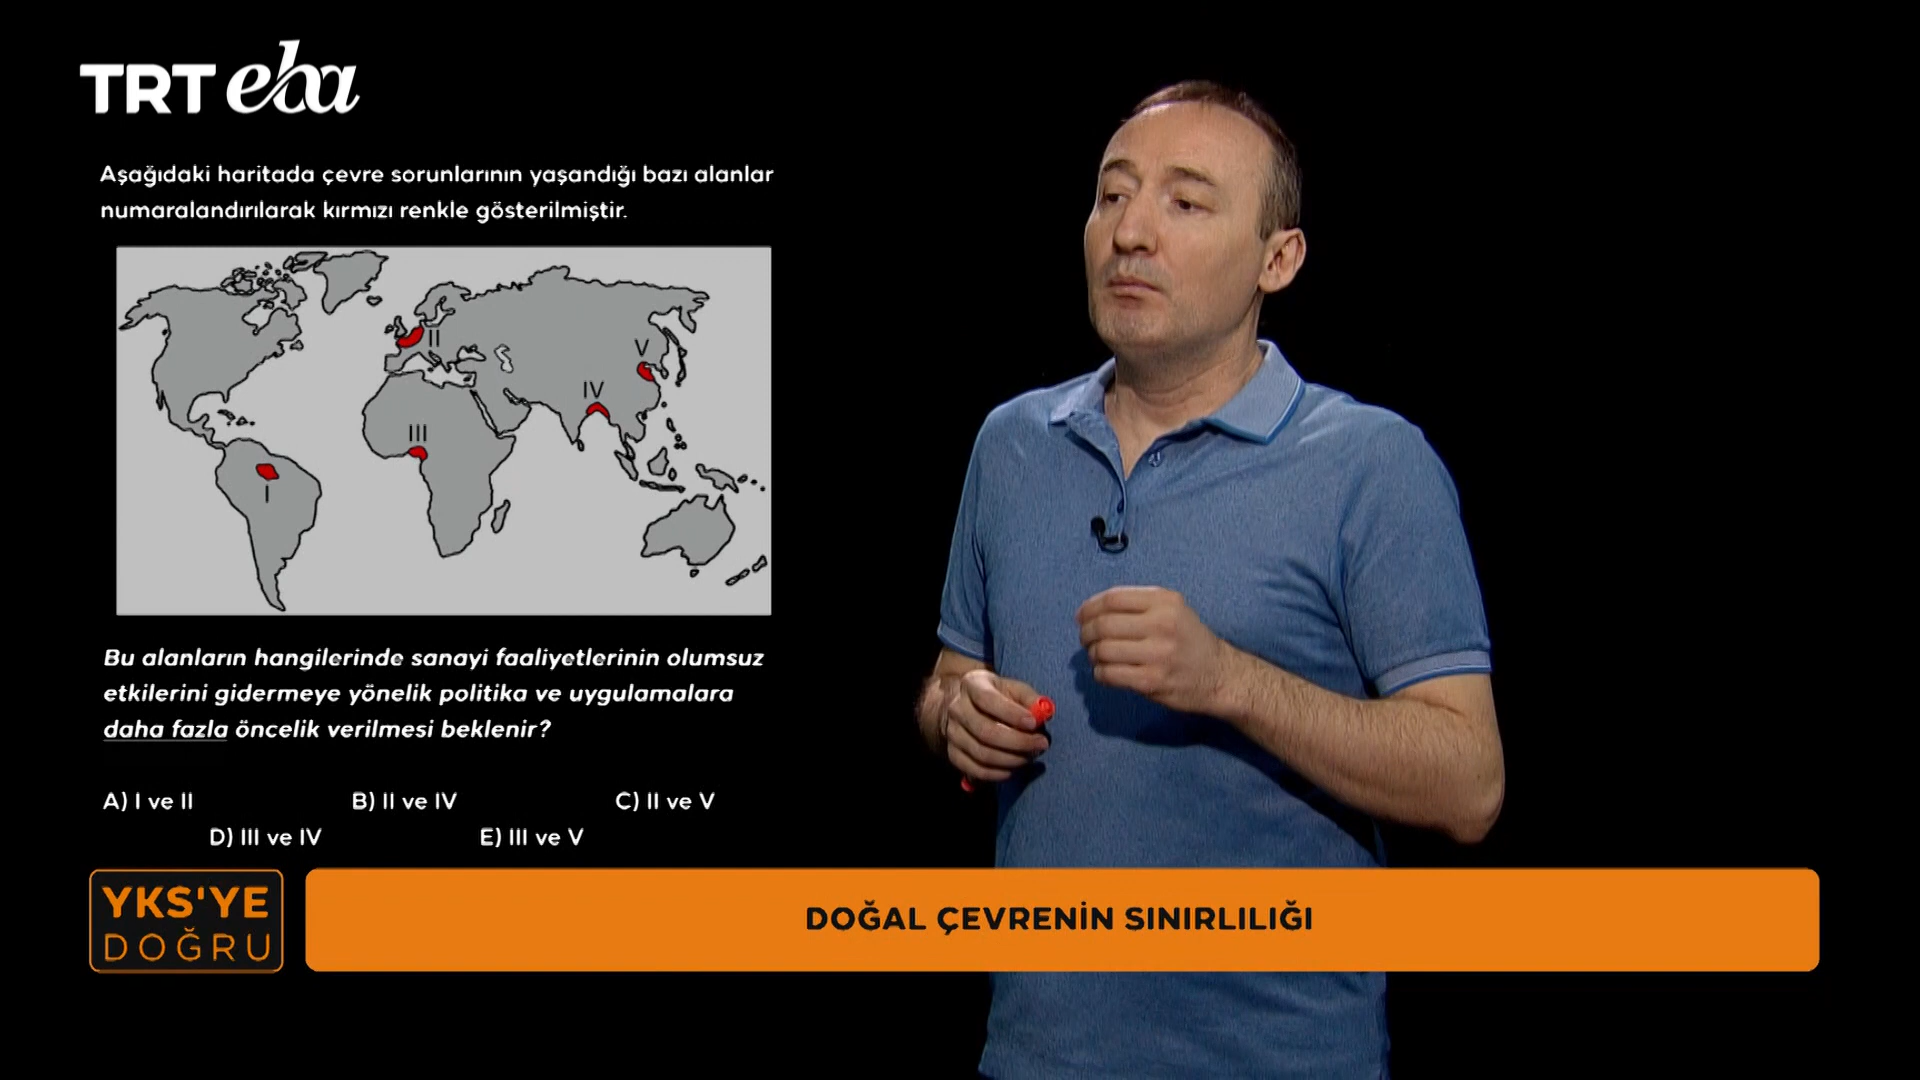 TRT eba
Aşağıdaki haritada çevre sorunlarının yaşandığı bazı alanlar
numaralandırılarak kırmızı renkle gösterilmiştir.
II
V
IV
III
I
Bu alanların hangilerinde sanayi faaliyetlerinin olumsuz
etkilerini gidermeye yönelik politika ve uygulamalara
daha fazla öncelik verilmesi beklenir?
A) I ve II B) II ve IV C) II ve V
D) III ve IV E) III ve V
YKS'YE
DOĞRU
DOĞAL ÇEVRENİN SINIRLILIĞI